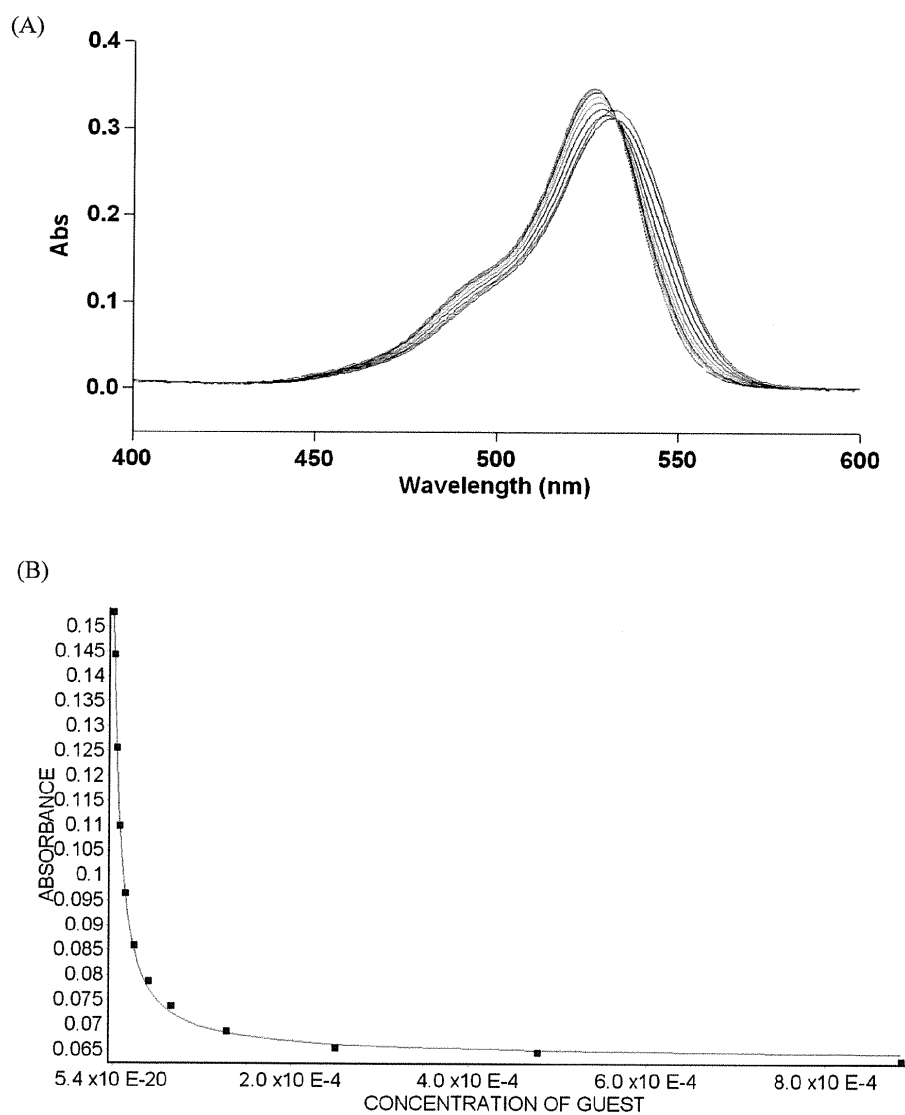 (A)
0.4
0.3
0.2
0.1
0.0
Abs
400
450
500
550
600
Wavelength (nm)
(B)
0.15
0.145
0.14
0.135
0.13
0.125
0.12
0.115
0.11
0.105
0.1
0.095
0.09
0.085
0.08
0.075
0.07
0.065
ABSORBANCE
5.4 x10 E-20
2.0 x10 E-4
4.0 x10 E-4
6.0 x10 E-4
8.0 x10 E-4
CONCENTRATION OF GUEST